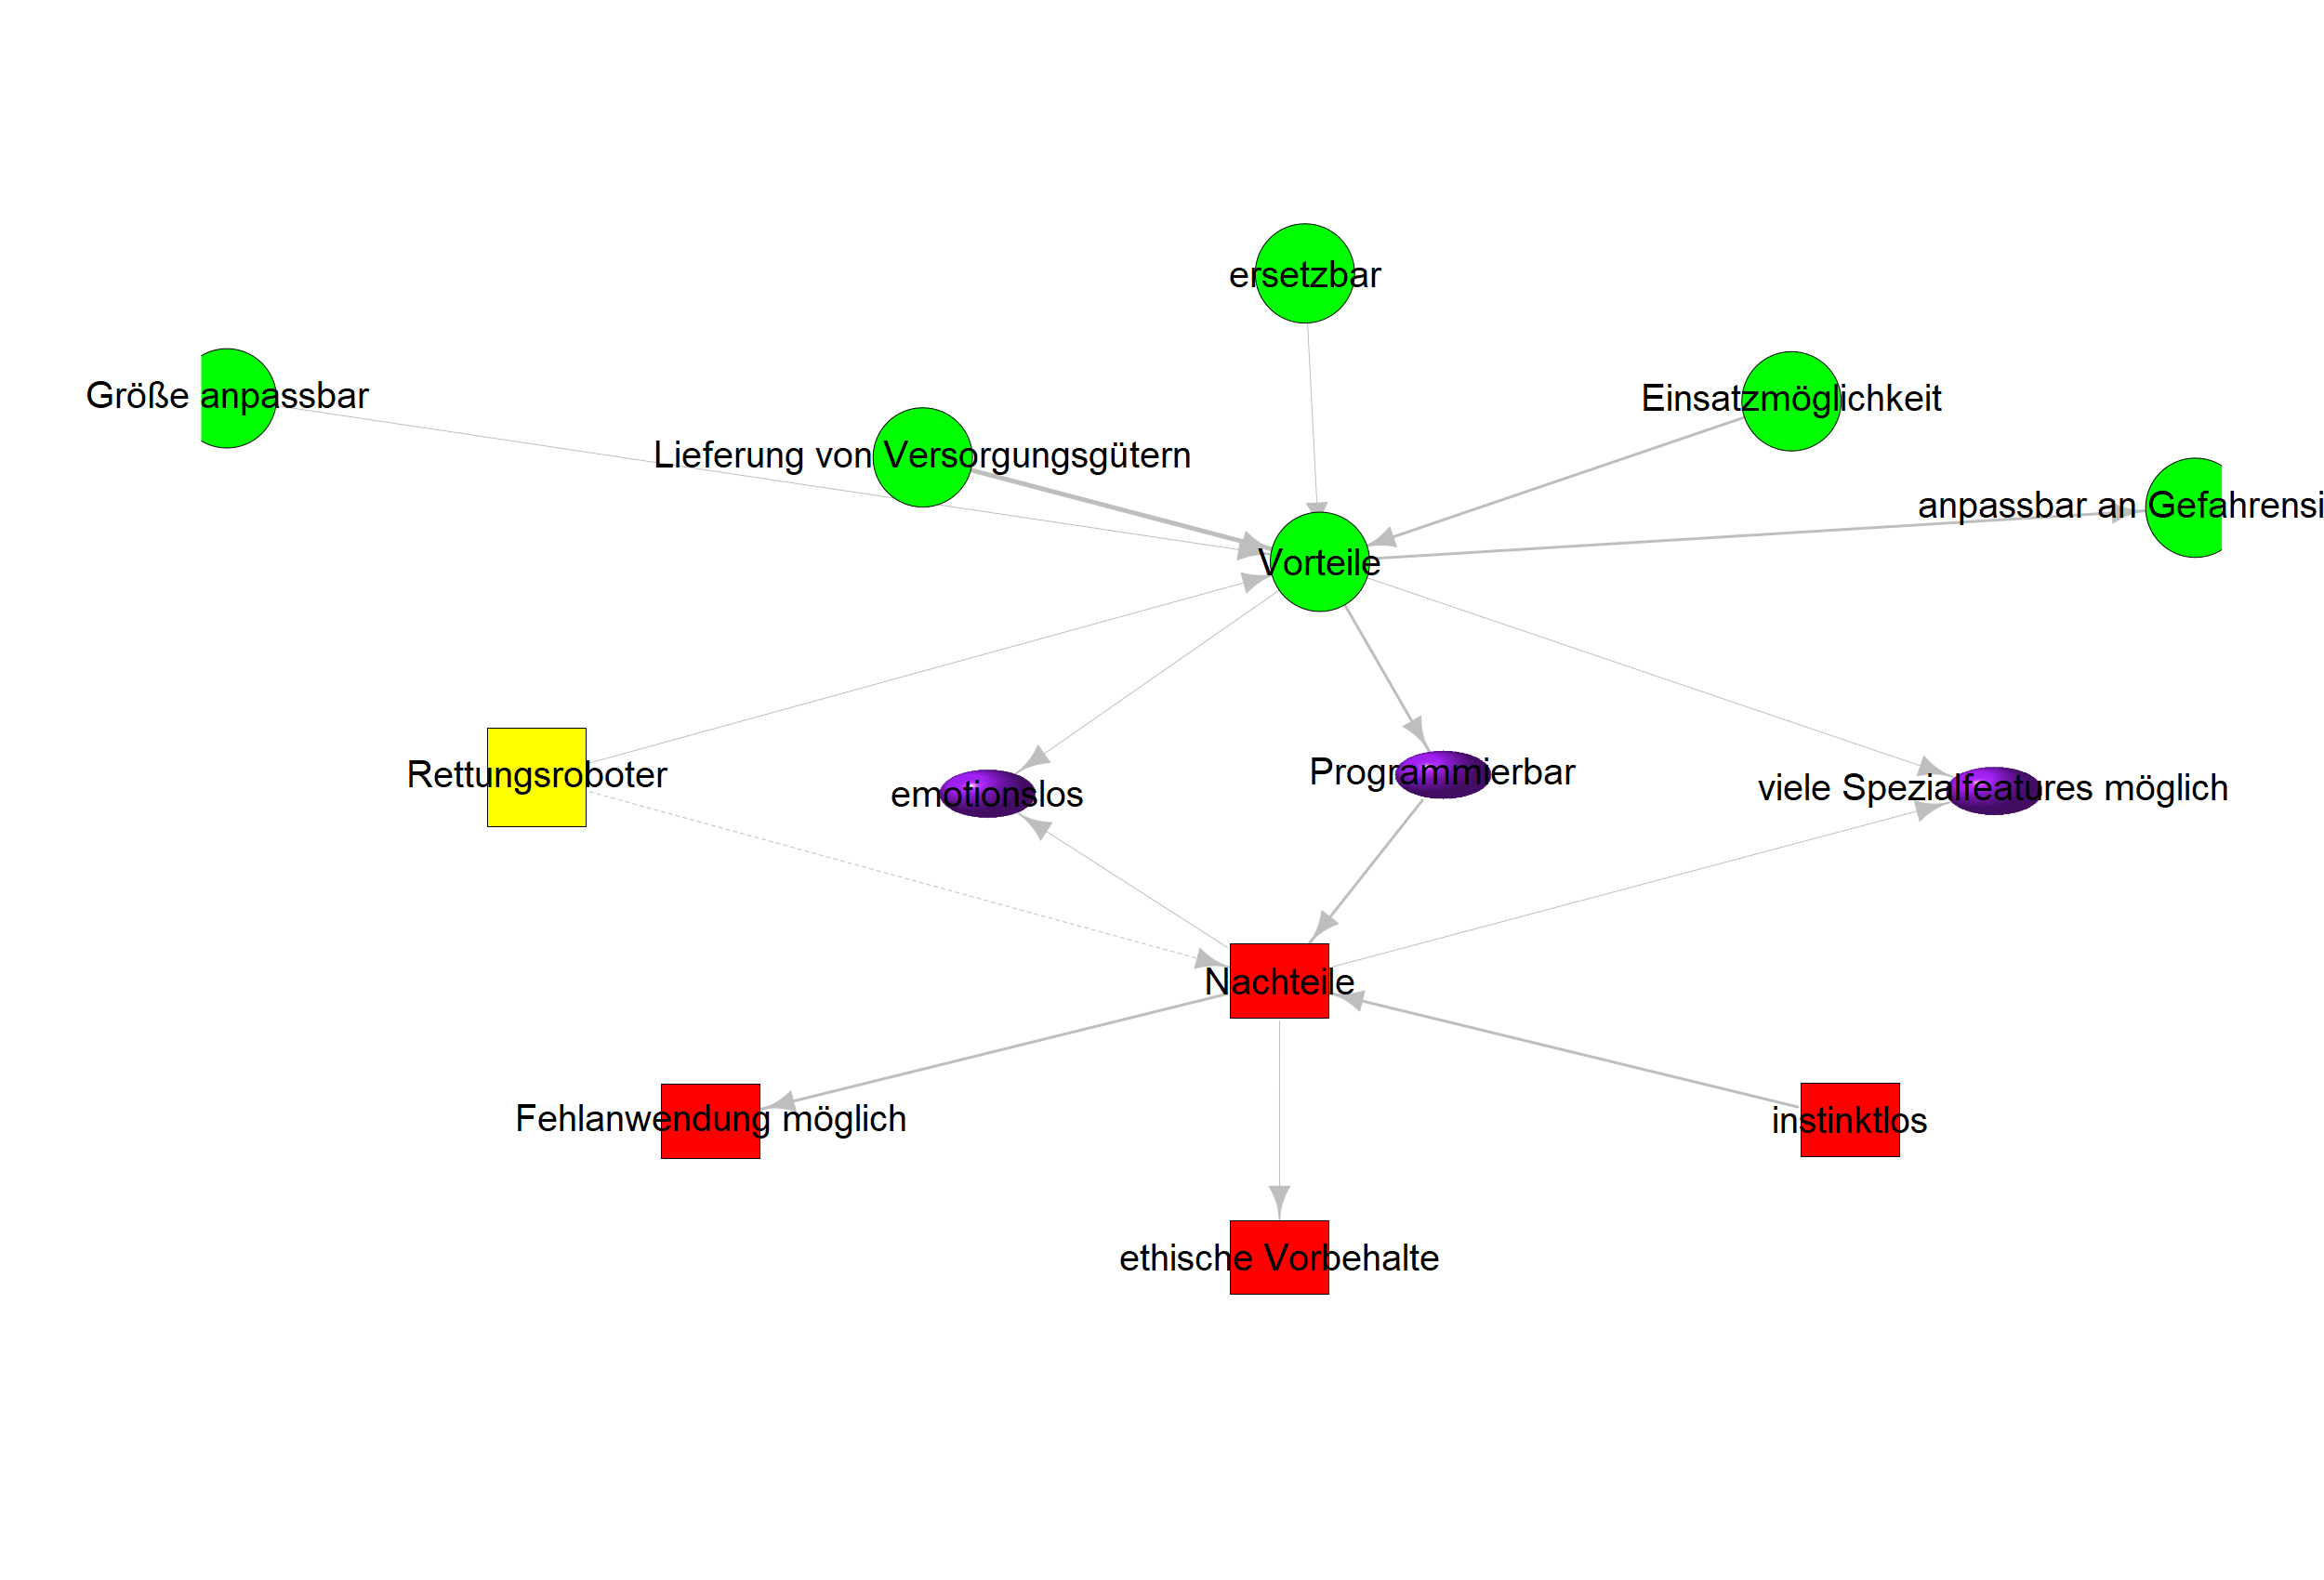 ersetzbar
Größe anpassbar
Einsatzmöglichkeit
Lieferung von Versorgungsgütern
anpassbar an Gefahrensi
Vorteile
Rettungsroboter
emotionslos
Programmierbar
viele Spezialfeatures möglich
Nachteile
Fehlanwendung möglich
instinktlos
ethische Vorbehalte